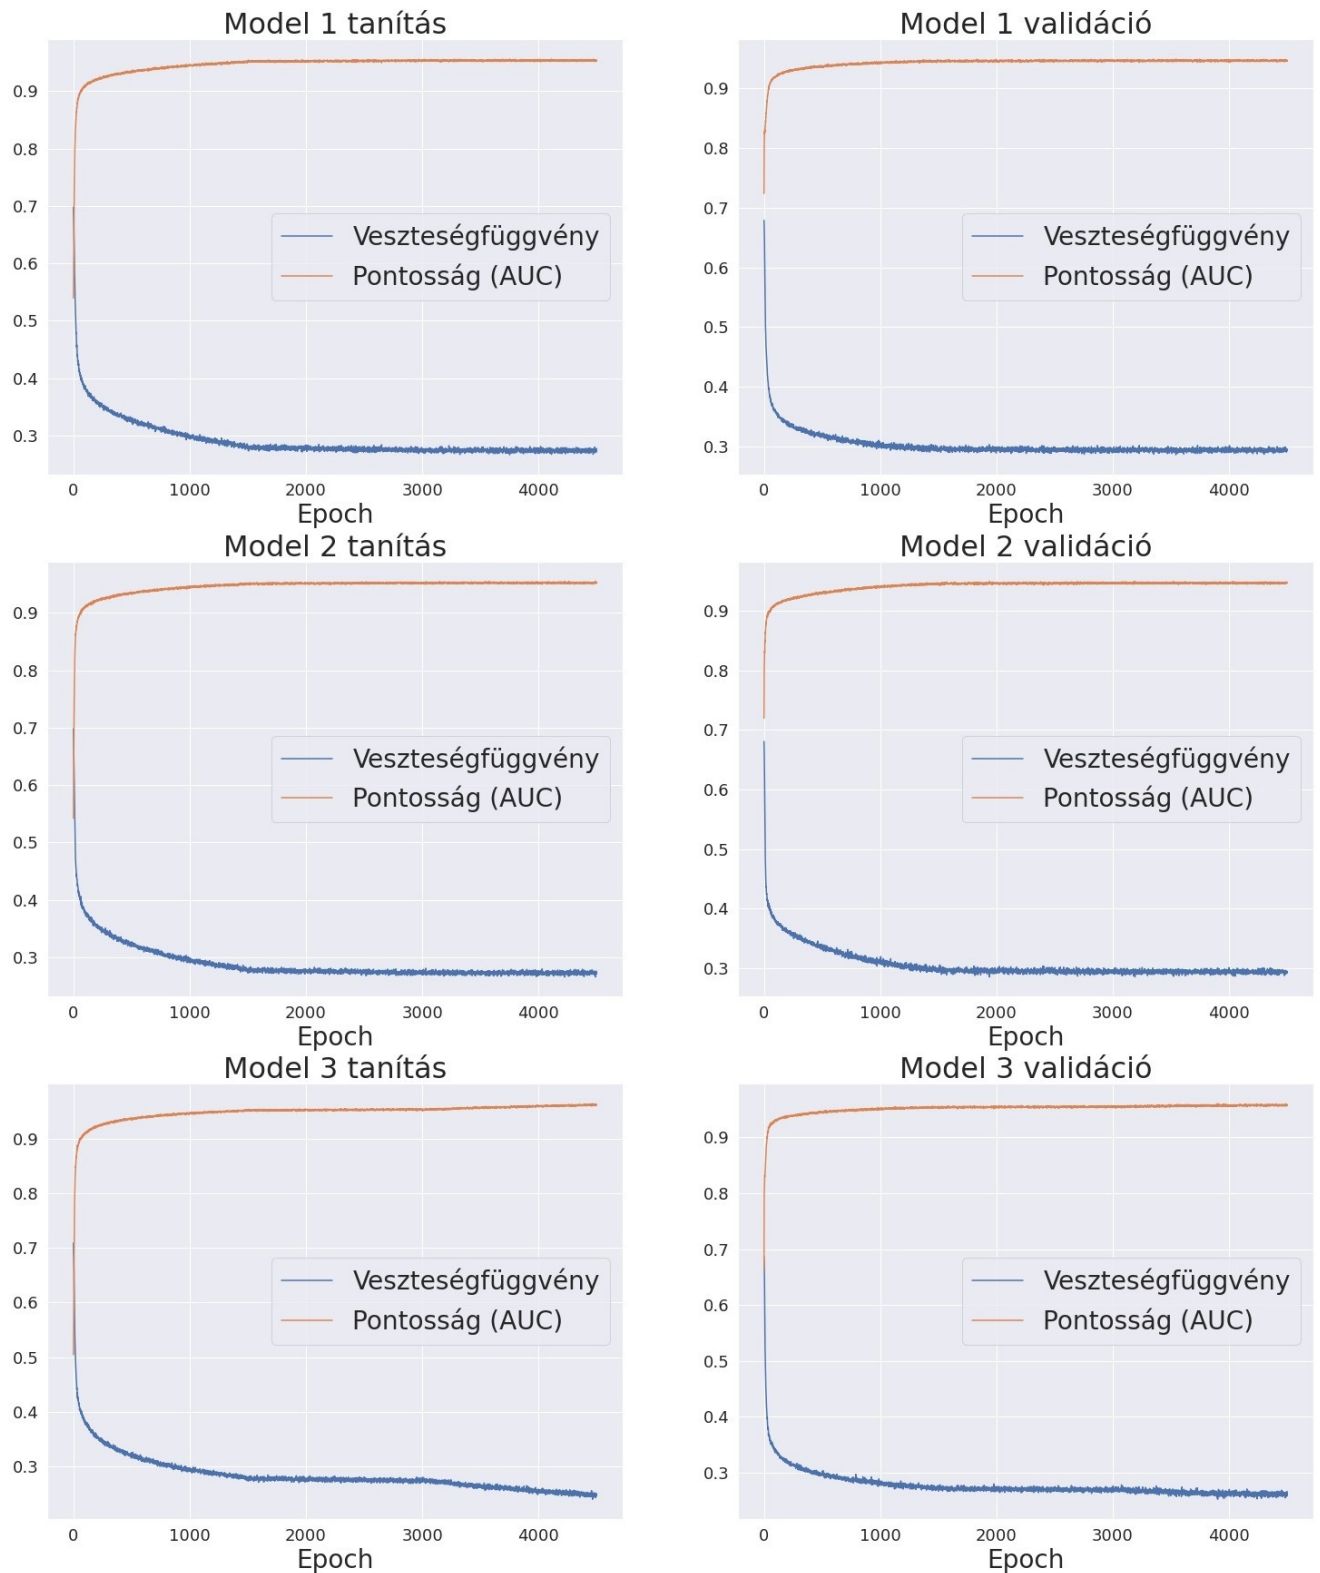 Model 1 tanítás
0.9
0.8
0.7
0.6
0.5
0.4
0.3
Veszteségfüggvény
Pontosság (AUC)
0 1000 2000 3000 4000
Epoch
Model 1 validáció
0.9
0.8
0.7
0.6
0.5
0.4
0.3
Veszteségfüggvény
Pontosság (AUC)
0 1000 2000 3000 4000
Epoch
Model 2 tanítás
0.9
0.8
0.7
0.6
0.5
0.4
0.3
Veszteségfüggvény
Pontosság (AUC)
0 1000 2000 3000 4000
Epoch
Model 2 validáció
0.9
0.8
0.7
0.6
0.5
0.4
0.3
Veszteségfüggvény
Pontosság (AUC)
0 1000 2000 3000 4000
Epoch
Model 3 tanítás
0.9
0.8
0.7
0.6
0.5
0.4
0.3
Veszteségfüggvény
Pontosság (AUC)
0 1000 2000 3000 4000
Epoch
Model 3 validáció
0.9
0.8
0.7
0.6
0.5
0.4
0.3
Veszteségfüggvény
Pontosság (AUC)
0 1000 2000 3000 4000
Epoch